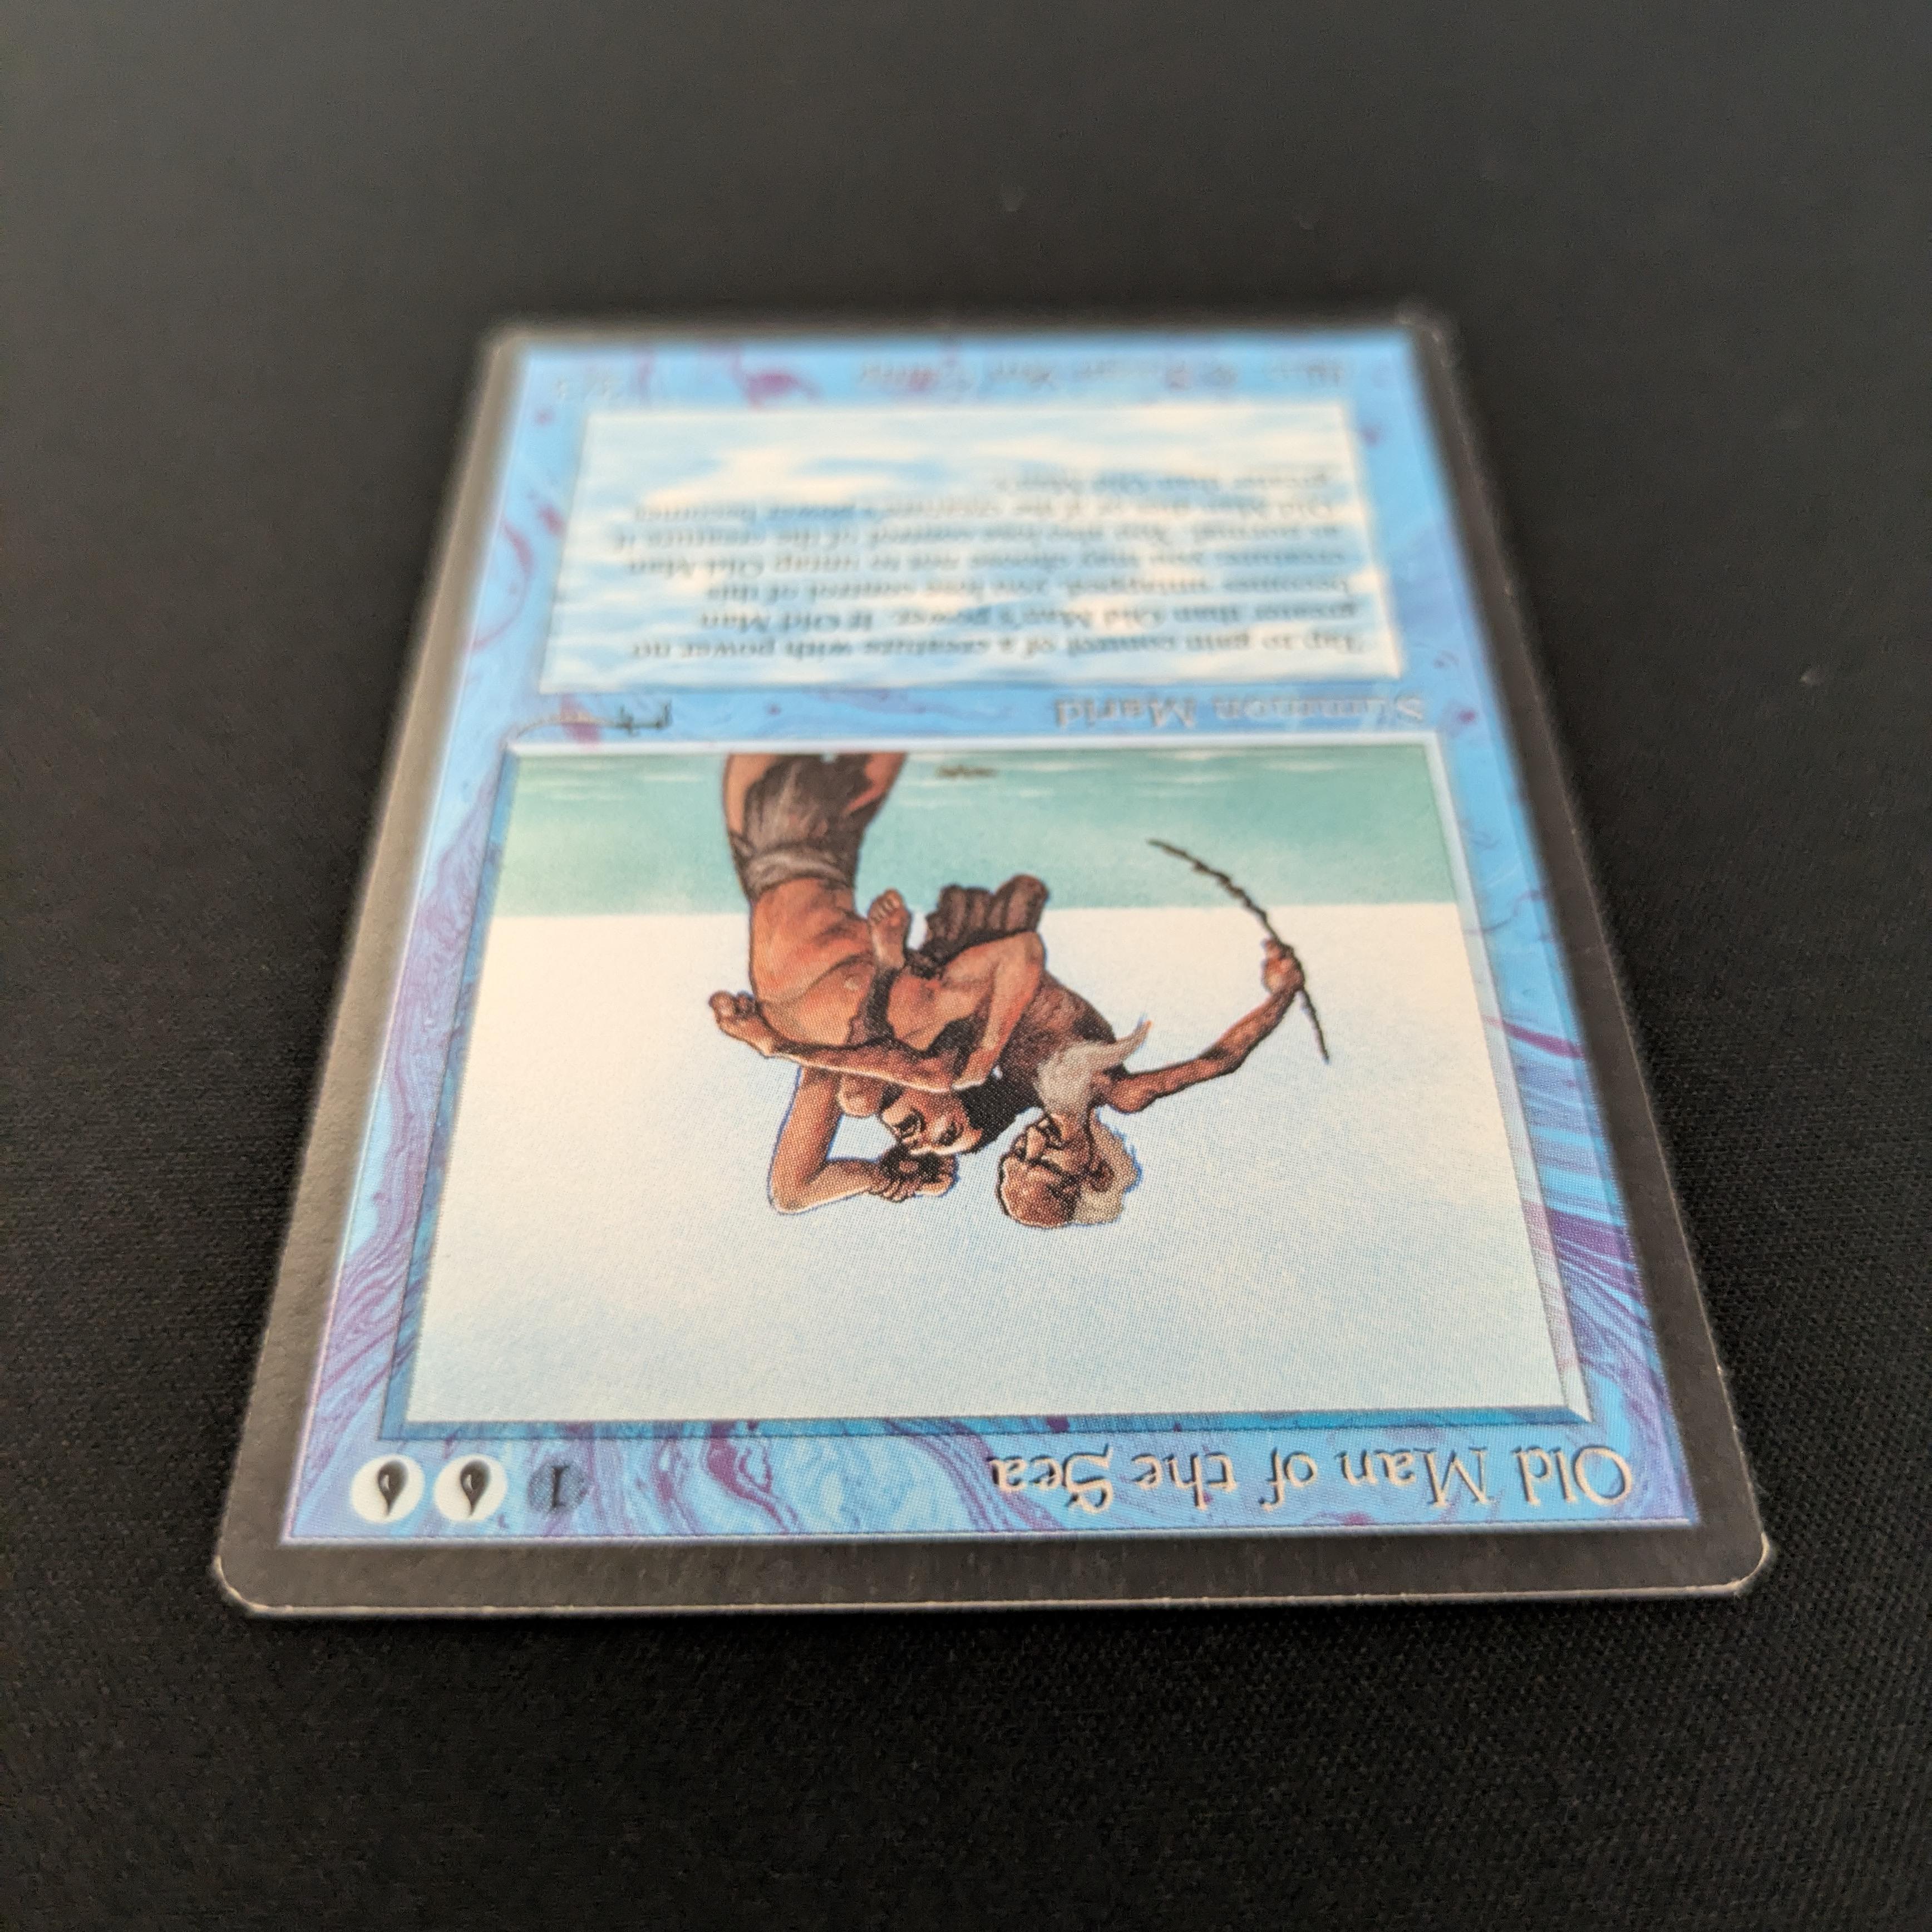 Old Man of the Sea 1
Summon Marid
Tap to gain control of a creature with power no
greater than Old Man's power. If Old Man
becomes untapped, you lose control of this
creature; you may choose not to untap Old Man
as normal. You also lose control of the creature if
Old Man dies or if the creature's power becomes
greater than Old Man's.